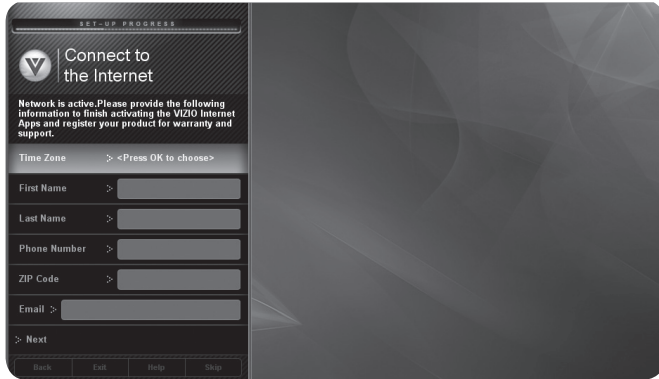 SET-UP PROGRESS
V
Connect to
the Internet
Network is active.Please provide the following
information to finish activating the VIZIO Internet
Apps and register your product for warranty and
support.
Time Zone <Press OK to choose>
First Name
Last Name
Phone Number
ZIP Code
Email
Next
Back Exit Help Skip